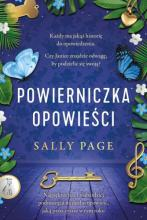 Każdy ma jakąś historię
do opowiedzenia.
Czy Janice znajdzie odwagę,
by podzielić się swoją?
POWIERNICZKA
OPOWIEŚCI
SALLY PAGE